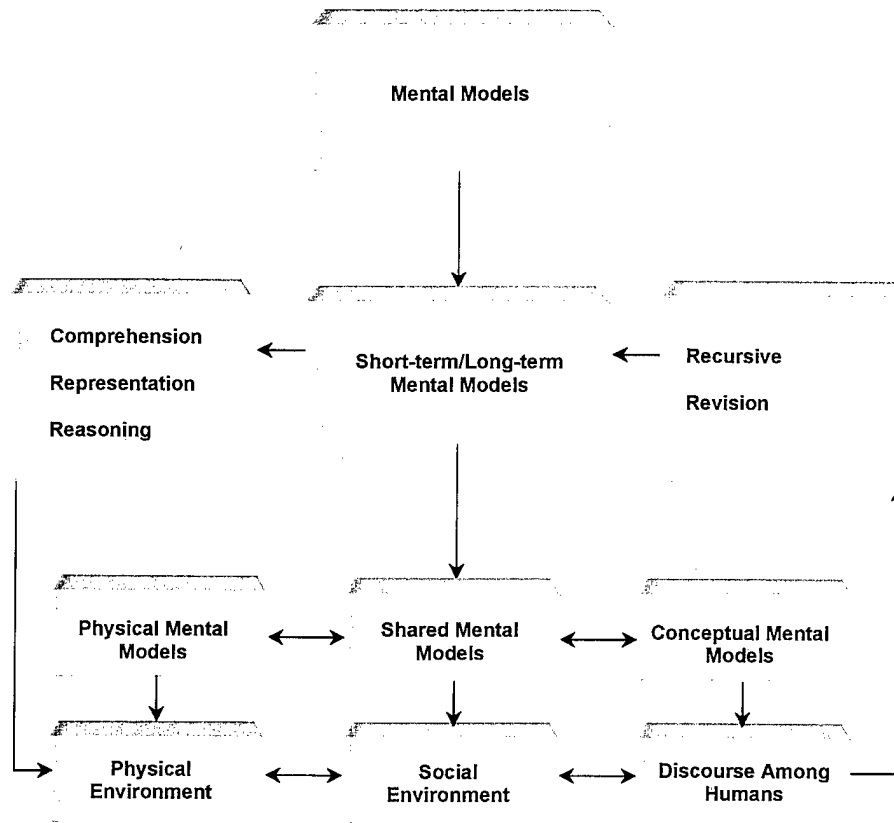 Mental Models
Comprehension
Representation
Reasoning
Short-term/Long-term
Mental Models
Recursive
Revision
Physical Mental
Models
Shared Mental
Models
Conceptual Mental
Models
Physical
Environment
Social
Environment
Discourse Among
Humans